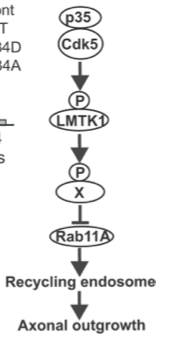 p35
Cdk5
P
LMTK1
P
X
Rab11A
Recycling endosome
Axonal outgrowth